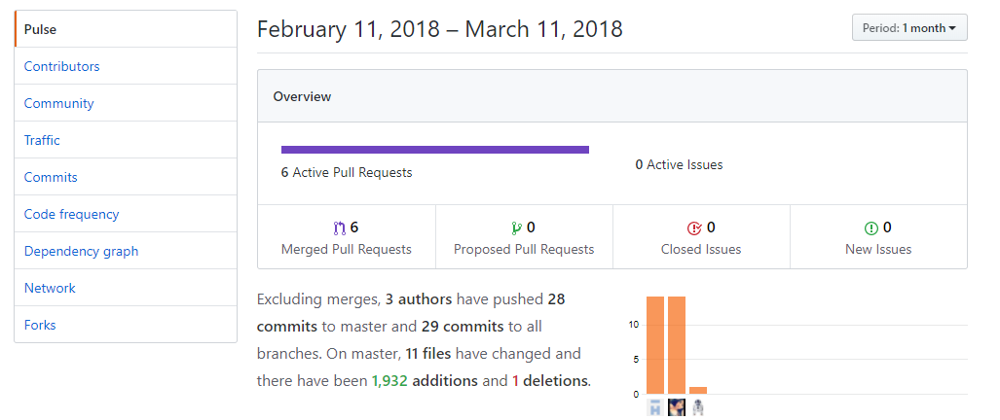 Pulse
Contributors
Community
Traffic
Commits
Code frequency
Dependency graph
Network
Forks
February 11, 2018 – March 11, 2018
Period: 1 month
Overview
6 Active Pull Requests
0 Active Issues
6
Merged Pull Requests
0
Proposed Pull Requests
0
Closed Issues
0
New Issues
Excluding merges, 3 authors have pushed 28
commits to master and 29 commits to all
branches. On master, 11 files have changed and
there have been 1,932 additions and 1 deletions.
10
5
0